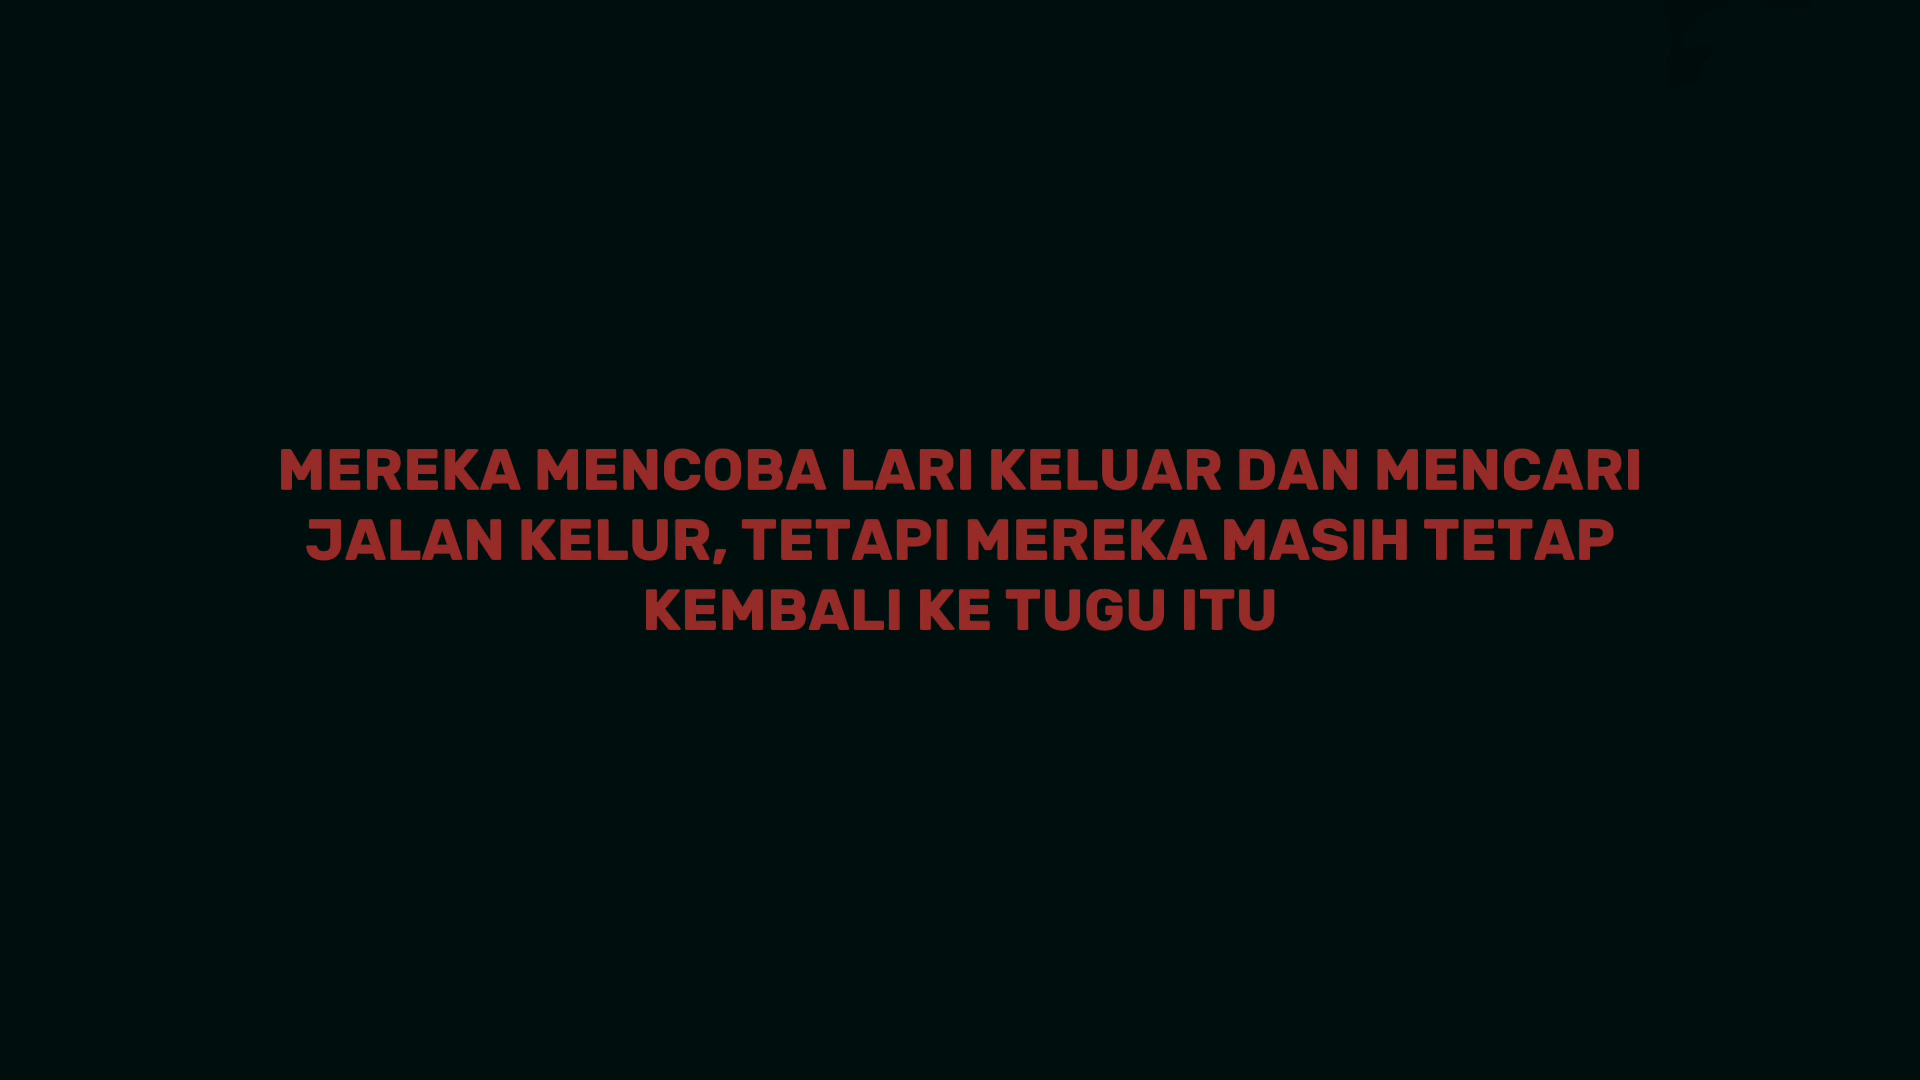 MEREKA MENCOBA LARI KELUAR DAN MENCARI
JALAN KELUR, TETAPI MEREKA MASIH TETAP
KEMBALI KE TUGU ITU